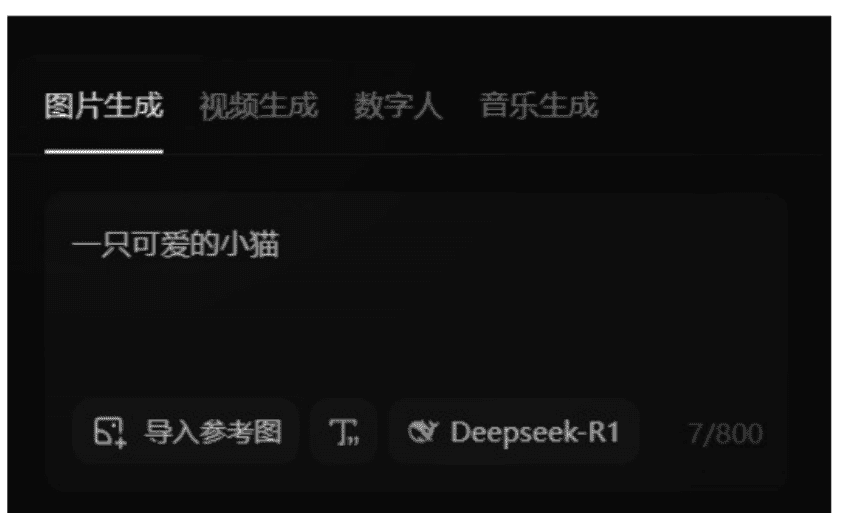 图片生成 视频生成 数字人 音乐生成
一只可爱的小猫
导入参考图 T,, Deepseek-R1 7/800